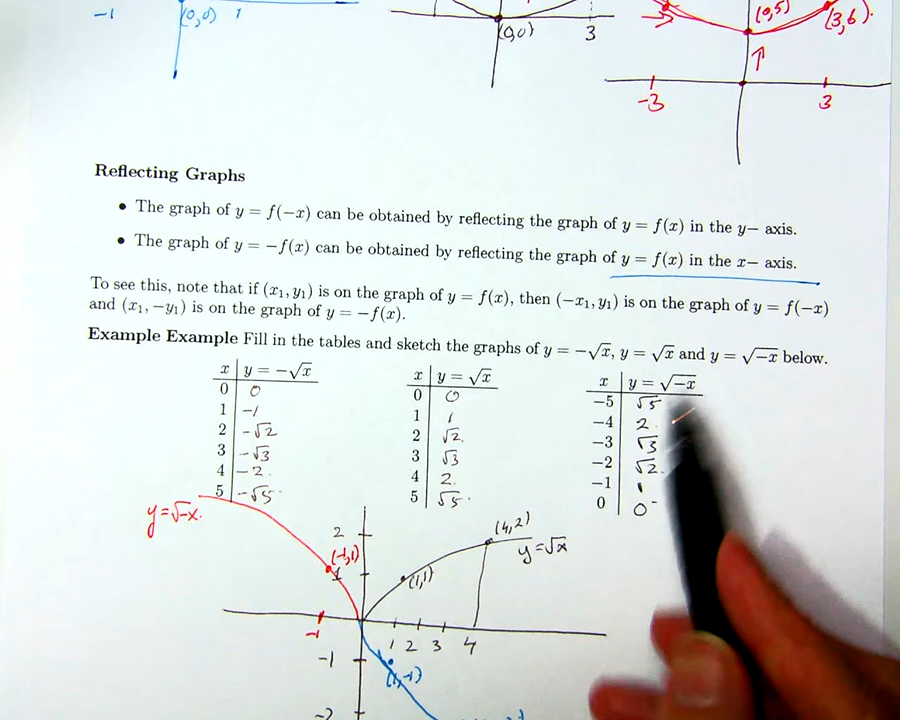 -1 (0,0) 1
(0,0) 3
(0,5) (3,6).
-3 3
Reflecting Graphs
• The graph of y = f(−x) can be obtained by reflecting the graph of y = f(x) in the y− axis.
• The graph of y = −f(x) can be obtained by reflecting the graph of y = f(x) in the x− axis.
To see this, note that if (x₁, y₁) is on the graph of y = f(x), then (−x₁, y₁) is on the graph of y = f(−x)
and (x₁, −y₁) is on the graph of y = −f(x).
Example Example Fill in the tables and sketch the graphs of y = −√x, y = √x and y = √−x below.
x y = −√x
0 0
1 -1
2 -√2
3 -√3
4 -2.
5 -√5.
x y = √x
0 0
1 1
2 √2
3 √3
4 2.
5 √5.
x y = √−x
−5 √5
−4 2.
−3 √3
−2 √2.
−1 1
0 0
y=√-x.
2
(4,2)
y=√x
(-1,1)
1
(1,1)
-1
1 2 3 4
-1
(1,-1)
-2